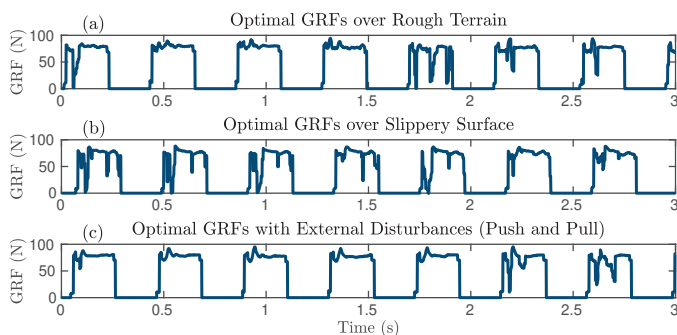 (a) Optimal GRFs over Rough Terrain
GRF (N)
100
50
0
0 0.5 1 1.5 2 2.5 3
(b) Optimal GRFs over Slippery Surface
GRF (N)
100
50
0
0 0.5 1 1.5 2 2.5 3
(c) Optimal GRFs with External Disturbances (Push and Pull)
GRF (N)
100
50
0
0 0.5 1 1.5 2 2.5 3
Time (s)